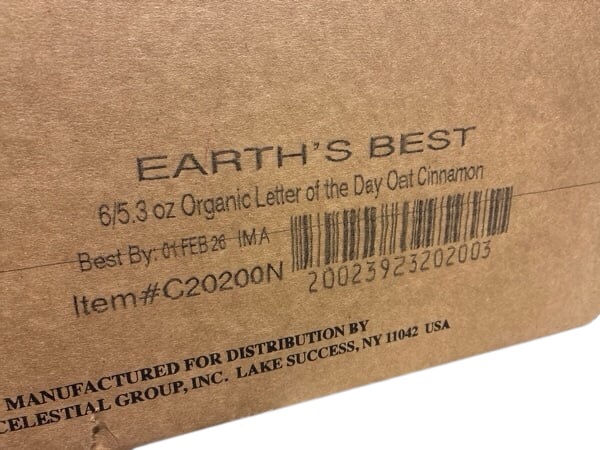 EARTH'S BEST
6/5.3 oz Organic Letter of the Day Oat Cinnamon
Best By: 01 FEB 26 IMA
Item#C20200N
20023923202003
MANUFACTURED FOR DISTRIBUTION BY
CELESTIAL GROUP, INC. LAKE SUCCESS, NY 11042 USA